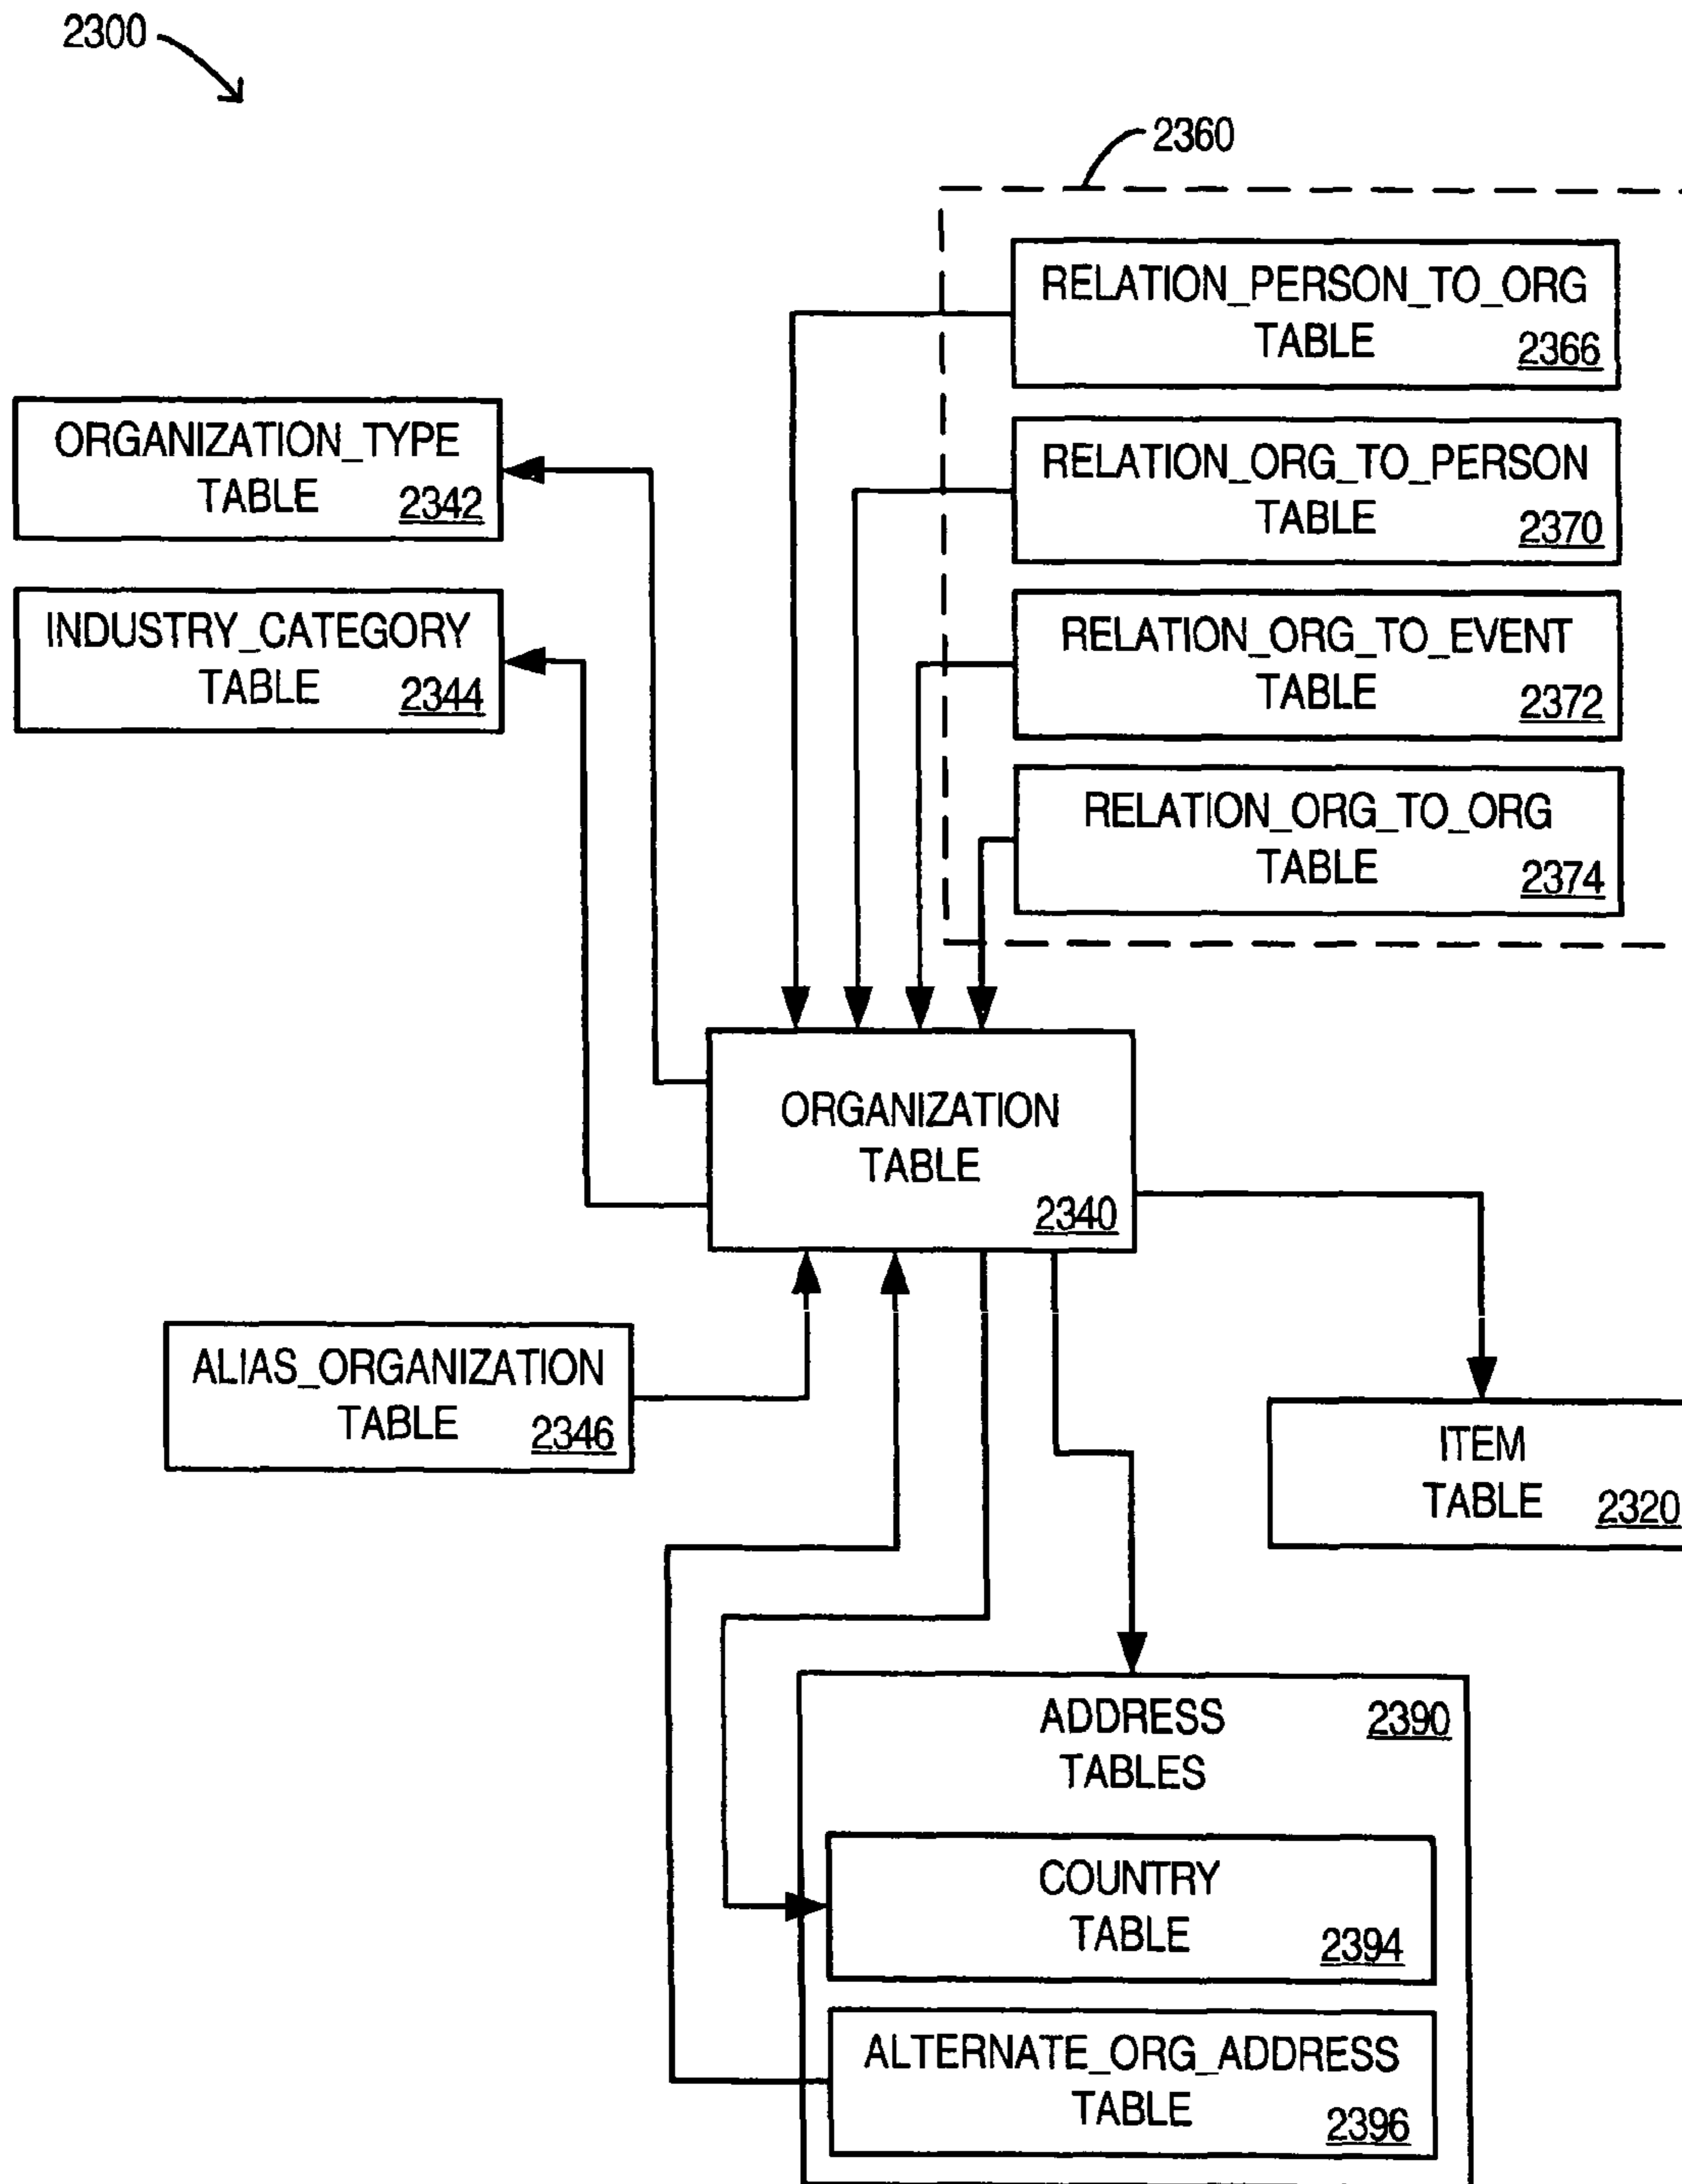 2300
2360
RELATION_PERSON_TO_ORG
TABLE 2366
ORGANIZATION_TYPE
TABLE 2342
RELATION_ORG_TO_PERSON
TABLE 2370
INDUSTRY_CATEGORY
TABLE 2344
RELATION_ORG_TO_EVENT
TABLE 2372
RELATION_ORG_TO_ORG
TABLE 2374
ORGANIZATION
TABLE
2340
ALIAS_ORGANIZATION
TABLE 2346
ITEM
TABLE 2320
ADDRESS 2390
TABLES
COUNTRY
TABLE 2394
ALTERNATE_ORG_ADDRESS
TABLE 2396